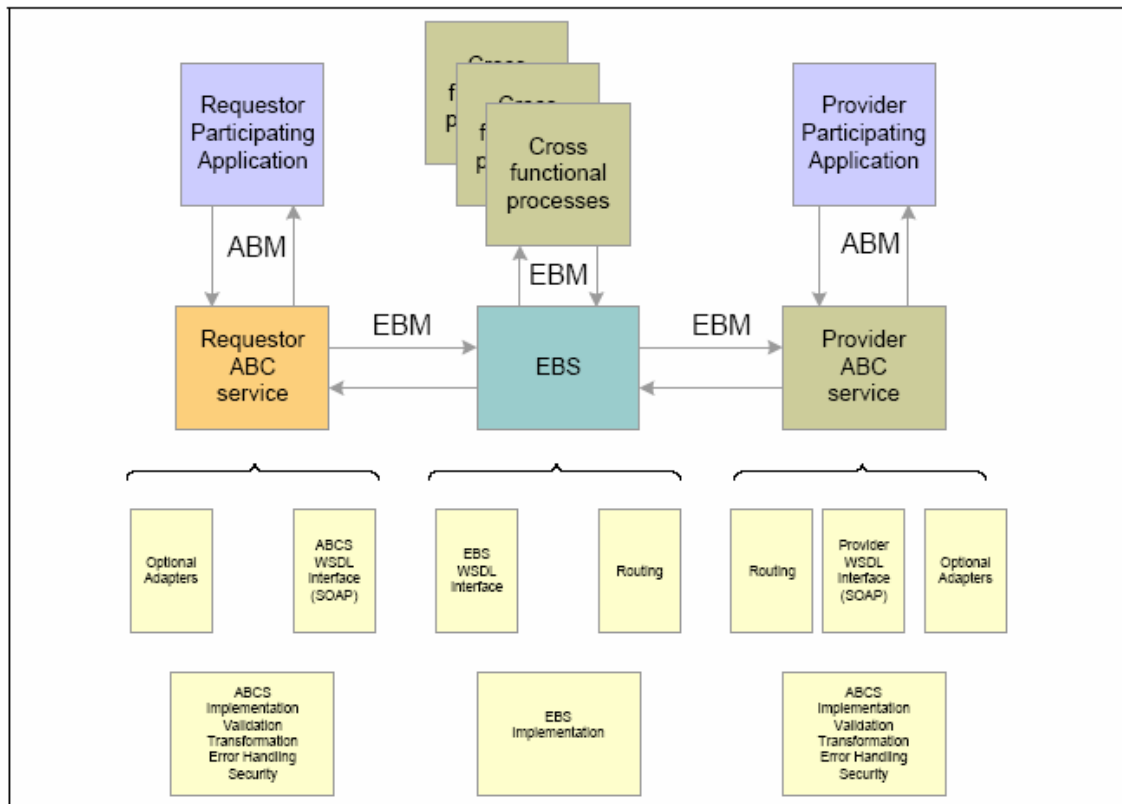 Cross
f
p
Cross
f
p
Cross
functional
processes
Requestor
Participating
Application
Provider
Participating
Application
ABM
EBM
ABM
Requestor
ABC
service
EBM
EBS
EBM
Provider
ABC
service
Optional
Adapters
ABCS
WSDL
Interface
(SOAP)
EBS
WSDL
Interface
Routing
Routing
Provider
WSDL
Interface
(SOAP)
Optional
Adapters
ABCS
Implementation
Validation
Transformation
Error Handling
Security
EBS
Implementation
ABCS
Implementation
Validation
Transformation
Error Handling
Security